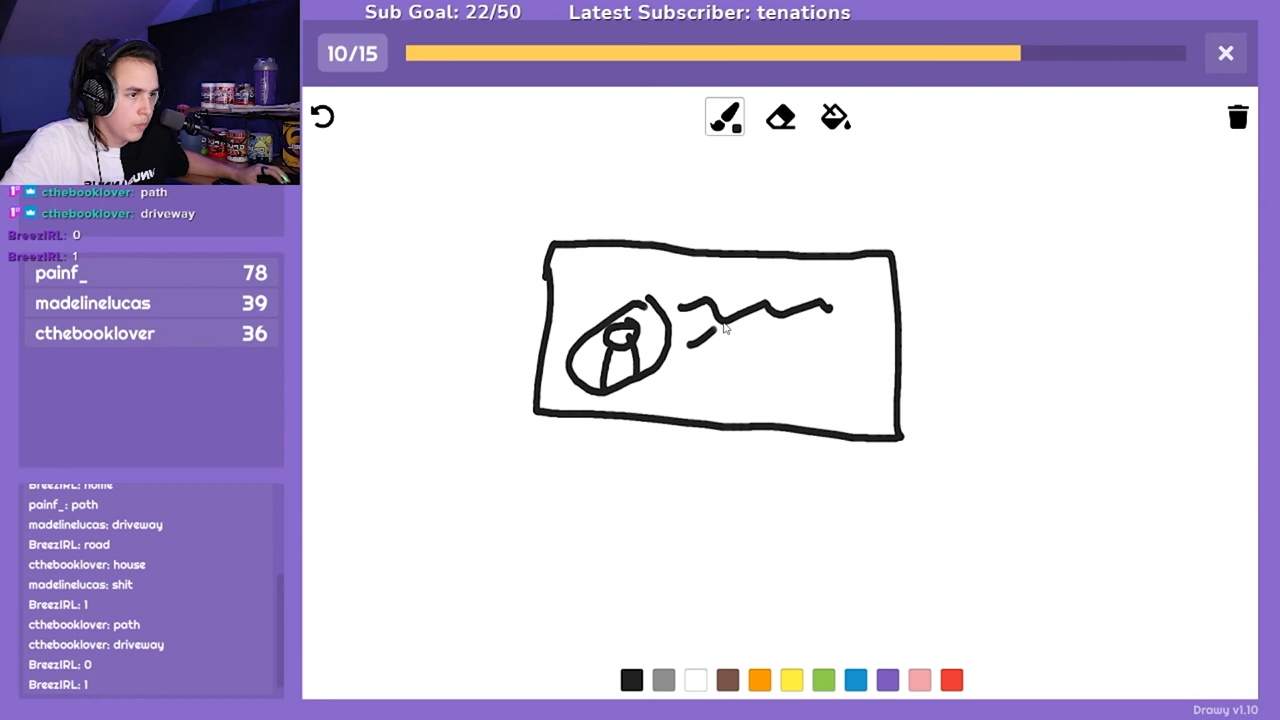 Sub Goal: 22/50 Latest Subscriber: tenations
10/15
cthebooklover: path
cthebooklover: driveway
BreezIRL: 0
BreezIRL: 1
painf_ 78
madelinelucas 39
cthebooklover 36
BreezIRL: home
painf_: path
madelinelucas: driveway
BreezIRL: road
cthebooklover: house
madelinelucas: shit
BreezIRL: 1
cthebooklover: path
cthebooklover: driveway
BreezIRL: 0
BreezIRL: 1
Drawy v1.10